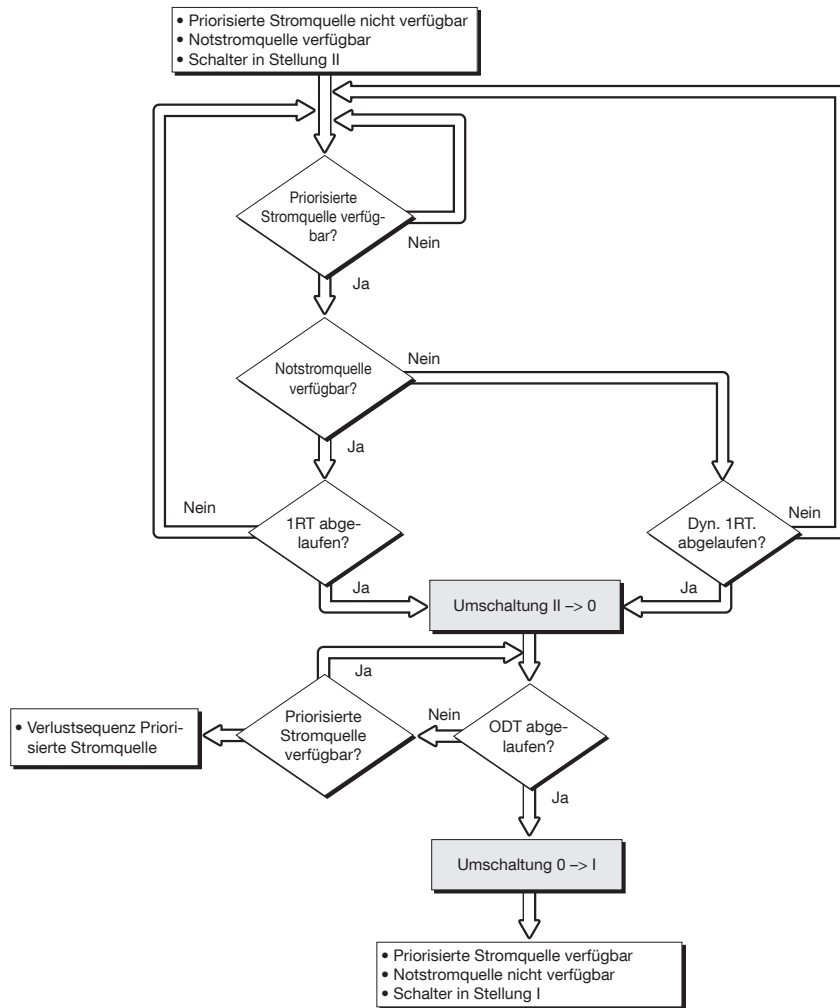 • Priorisierte Stromquelle nicht verfügbar
• Notstromquelle verfügbar
• Schalter in Stellung II
Priorisierte
Stromquelle verfüg-
bar?
Nein
Ja
Notstromquelle
verfügbar?
Nein
Ja
1RT abge-
laufen?
Nein
Ja
Dyn. 1RT.
abgelaufen?
Nein
Ja
Umschaltung II –> 0
Ja
• Verlustsequenz Priori-
sierte Stromquelle
Priorisierte
Stromquelle
verfügbar?
Nein
ODT abge-
laufen?
Ja
Umschaltung 0 –> I
• Priorisierte Stromquelle verfügbar
• Notstromquelle nicht verfügbar
• Schalter in Stellung I